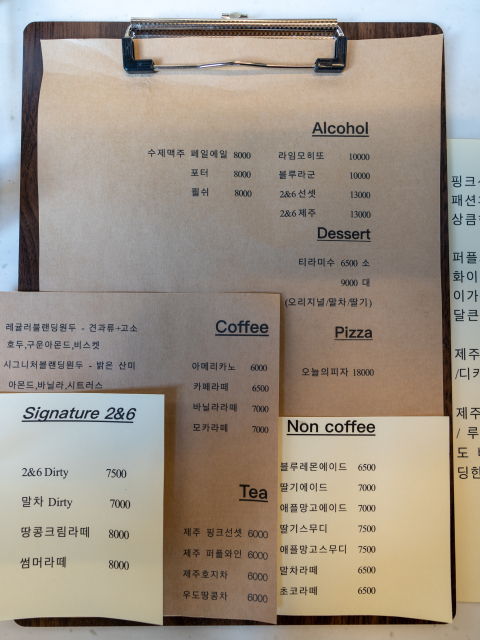 Alcohol
수제맥주 페일에일 8000 라임모히또 10000
포터 8000 블루라군 10000
필쉬 8000 2&6 선셋 13000
2&6 제주 13000
Dessert
티라미수 6500 소
9000 대
(오리지널/말차/딸기)
Pizza
오늘의피자 18000
Coffee
레귤러블랜딩원두 - 견과류+고소
호두,구운아몬드,비스켓
시그니처블랜딩원두 - 밝은 산미
아몬드,바닐라,시트러스
아메리카노 6000
카페라떼 6500
바닐라라떼 7000
모카라떼 7000
Tea
제주 핑크선셋 6000
제주 퍼플와인 6000
제주호지차 6000
우도땅콩차 6000
Signature 2&6
2&6 Dirty 7500
말차 Dirty 7000
땅콩크림라떼 8000
썸머라떼 8000
Non coffee
블루레몬에이드 6500
딸기에이드 7000
애플망고에이드 7000
딸기스무디 7500
애플망고스무디 7500
말차라떼 6500
초코라떼 6500
핑크
패션
상큼
퍼플
화이
이가
달큰
제주
/디카
제주
/ 루
도
딩한